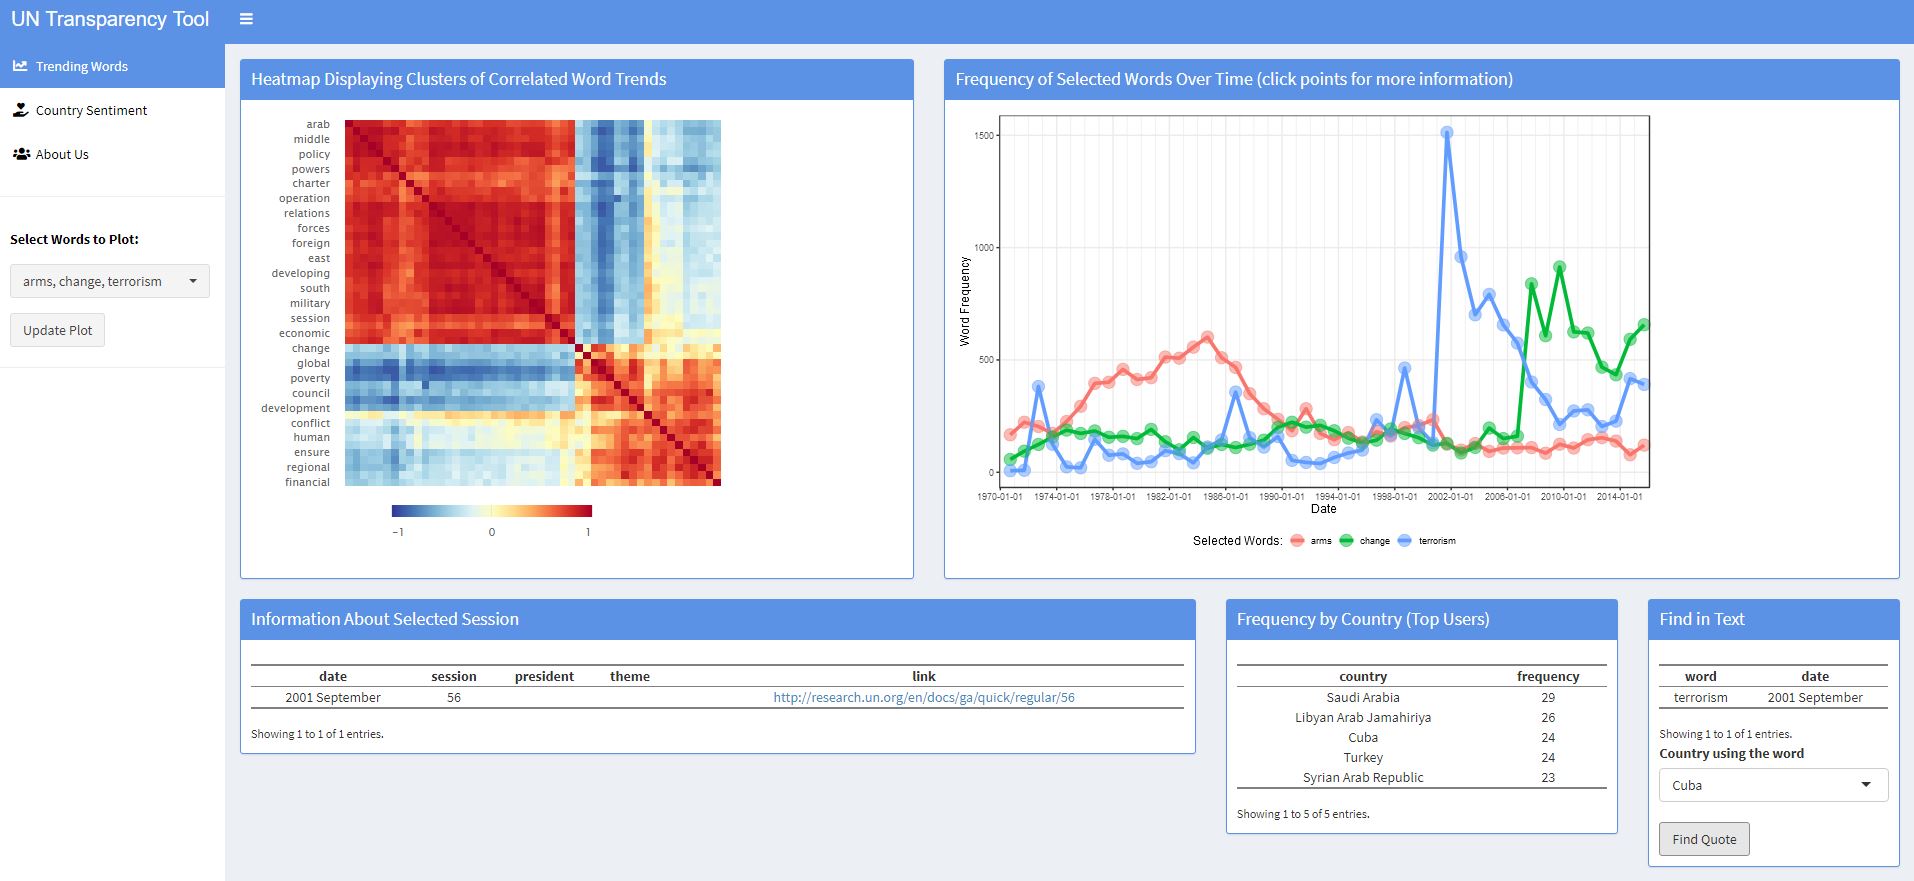 UN Transparency Tool
Trending Words
Country Sentiment
About Us
Select Words to Plot:
arms, change, terrorism
Update Plot
Heatmap Displaying Clusters of Correlated Word Trends
arab
middle
policy
powers
charter
operation
relations
forces
foreign
east
developing
south
military
session
economic
change
global
poverty
council
development
conflict
human
ensure
regional
financial
−1 0 1
Frequency of Selected Words Over Time (click points for more information)
Word Frequency
1500
1000
500
0
1970-01-01 1974-01-01 1978-01-01 1982-01-01 1986-01-01 1990-01-01 1994-01-01 1998-01-01 2002-01-01 2006-01-01 2010-01-01 2014-01-01
Date
Selected Words: arms change terrorism
Information About Selected Session
date session president theme link
2001 September 56 http://research.un.org/en/docs/ga/quick/regular/56
Showing 1 to 1 of 1 entries.
Frequency by Country (Top Users)
country frequency
Saudi Arabia 29
Libyan Arab Jamahiriya 26
Cuba 24
Turkey 24
Syrian Arab Republic 23
Showing 1 to 5 of 5 entries.
Find in Text
word date
terrorism 2001 September
Showing 1 to 1 of 1 entries.
Country using the word
Cuba
Find Quote